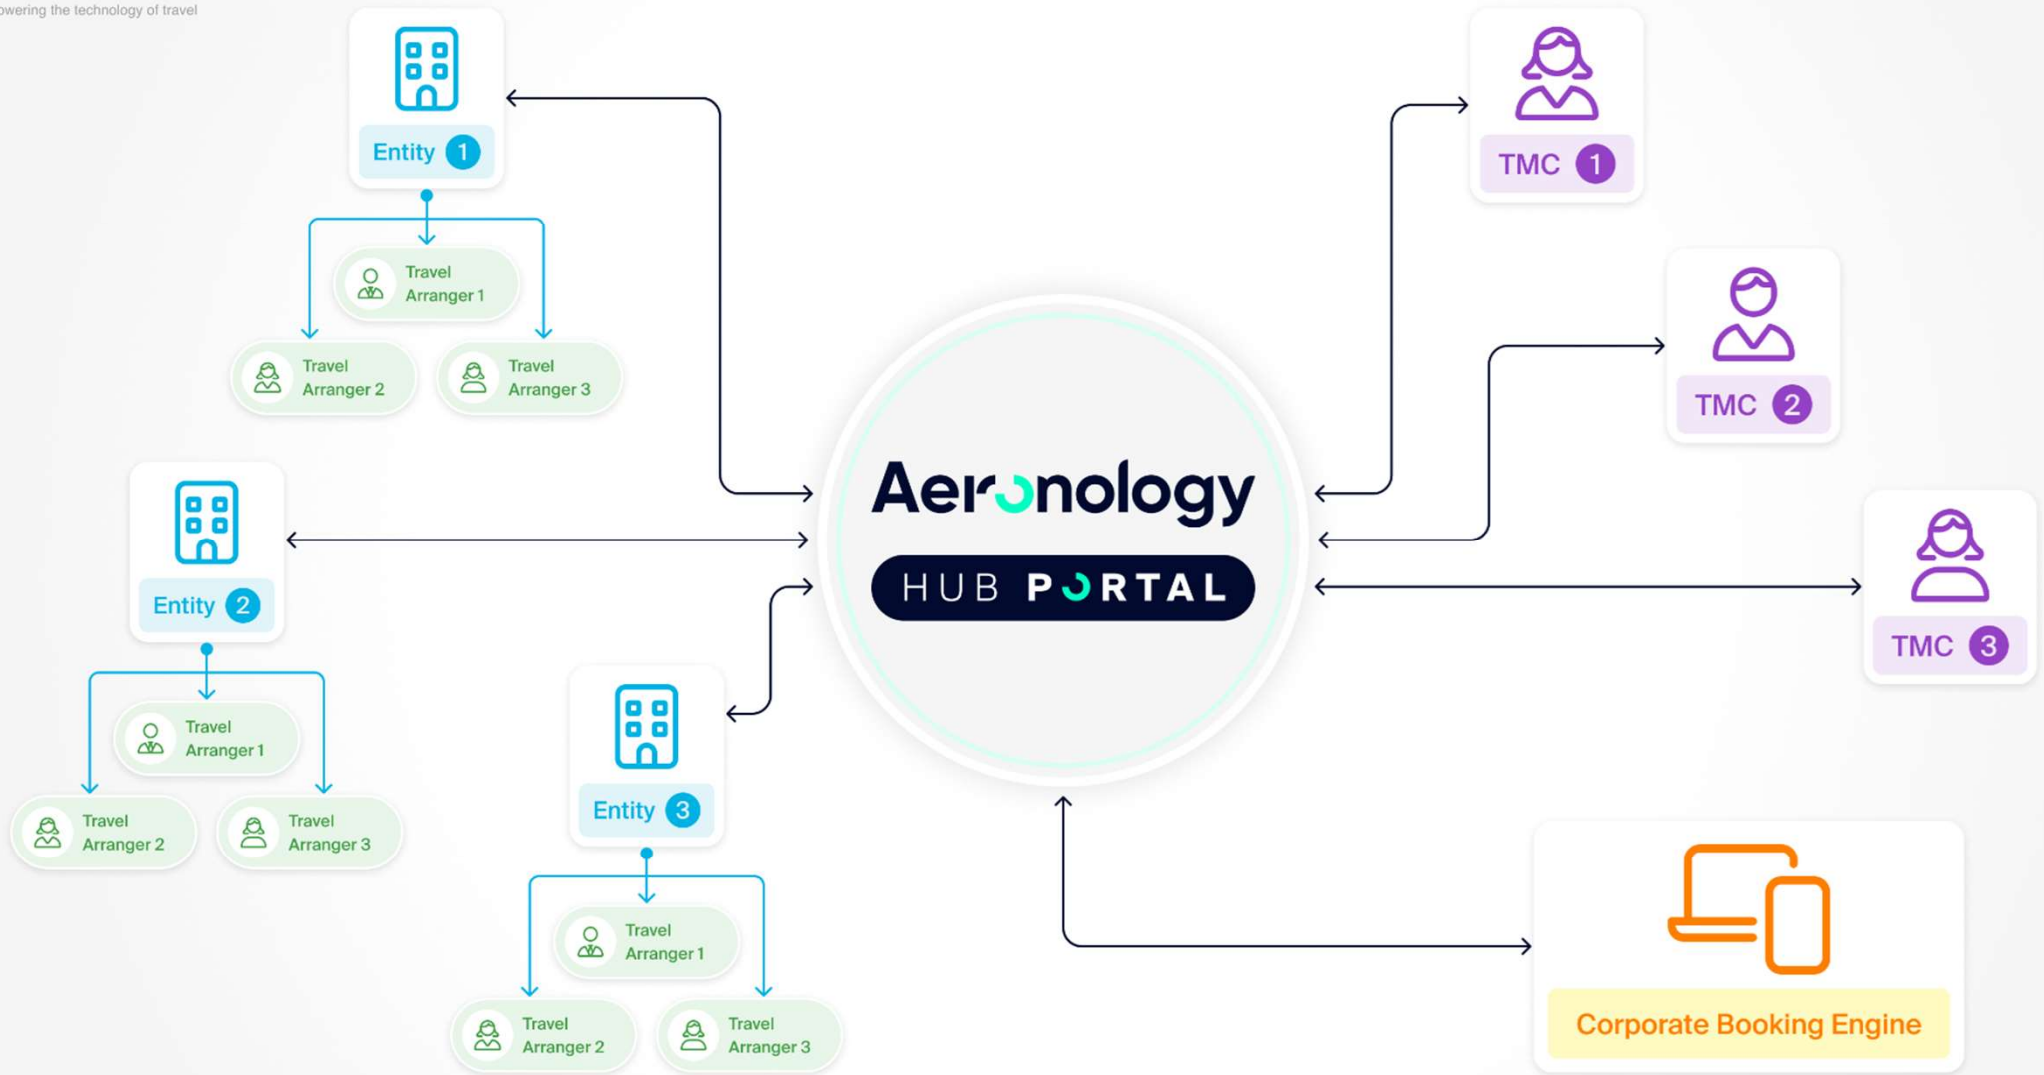 owering the technology of travel
Entity 1
Travel
Arranger 1
Travel
Arranger 2
Travel
Arranger 3
Entity 2
Travel
Arranger 1
Travel
Arranger 2
Travel
Arranger 3
Entity 3
Travel
Arranger 1
Travel
Arranger 2
Travel
Arranger 3
Aeronology
HUB PORTAL
TMC 1
TMC 2
TMC 3
Corporate Booking Engine